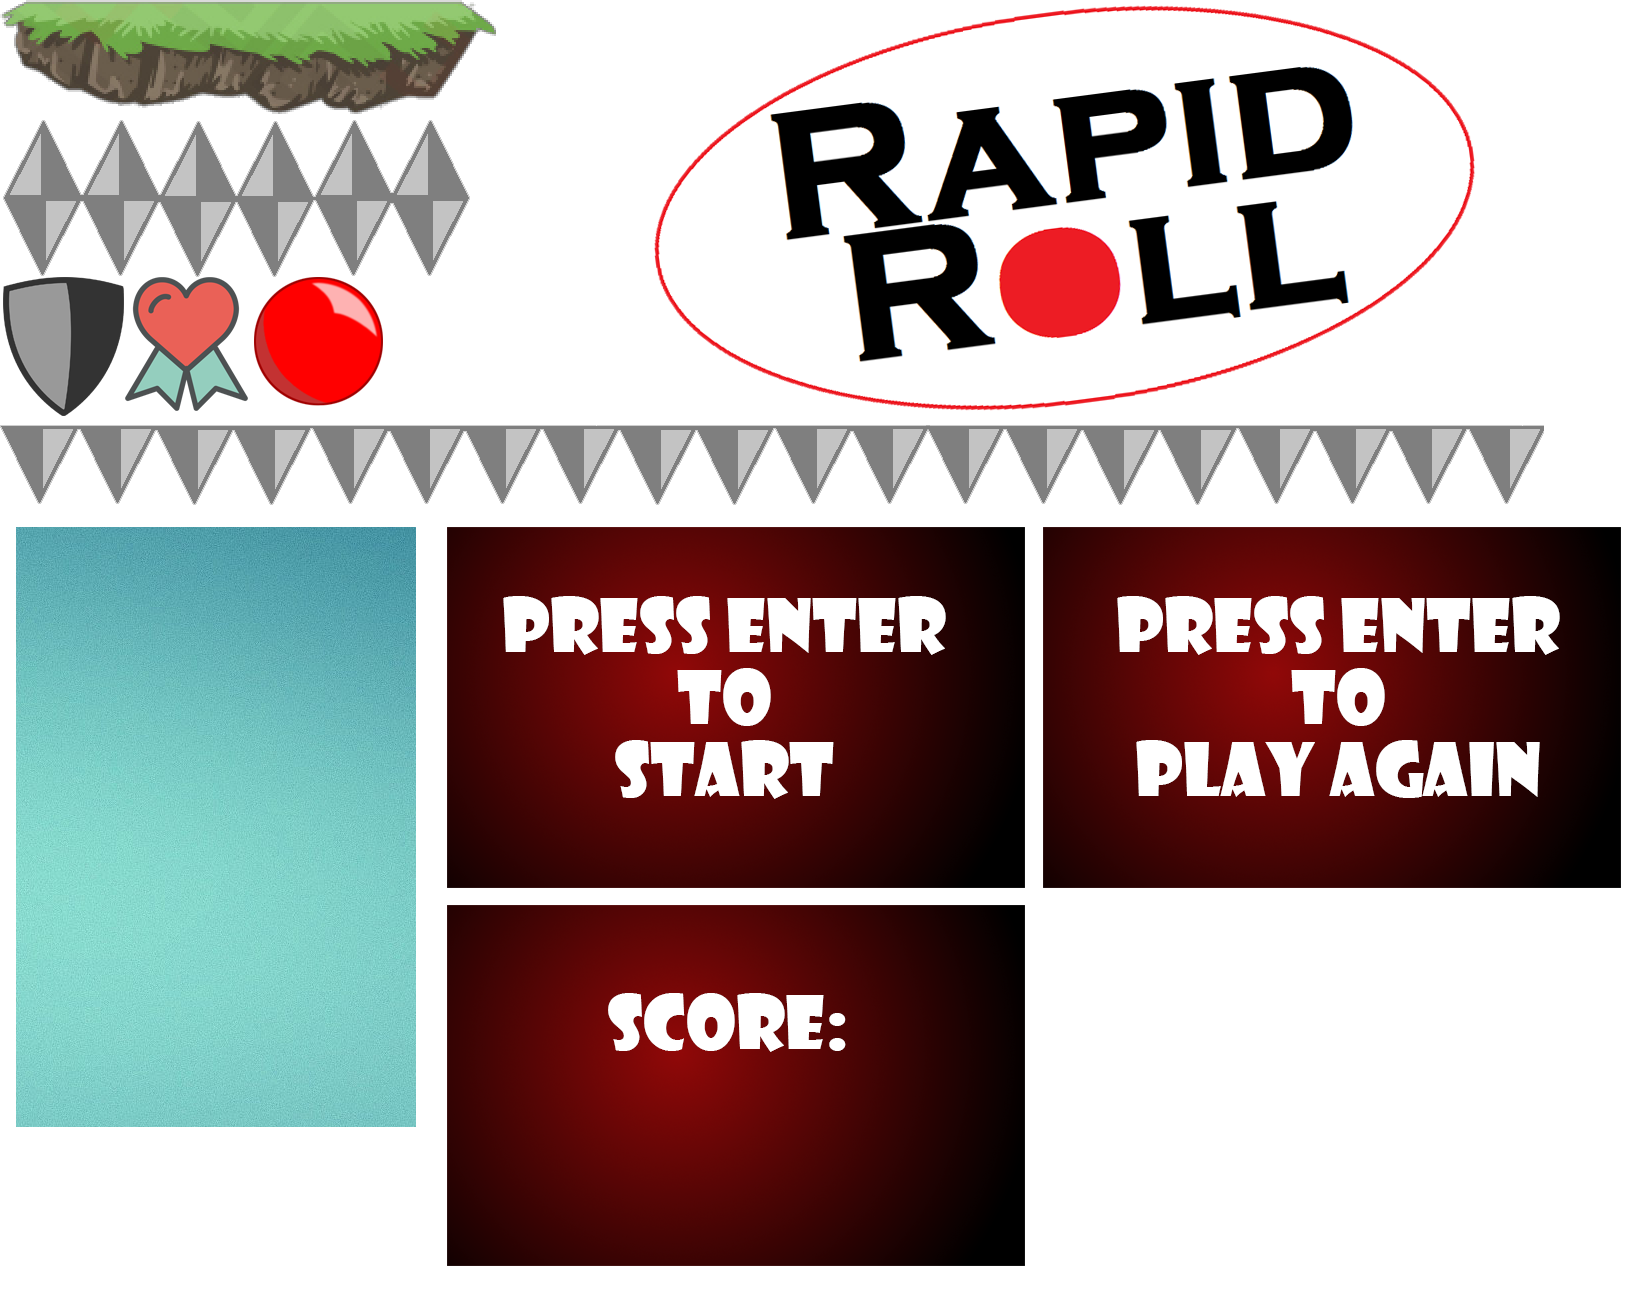 RAPID
ROLL
PRESS ENTER
TO
START
PRESS ENTER
TO
PLAY AGAIN
SCORE: